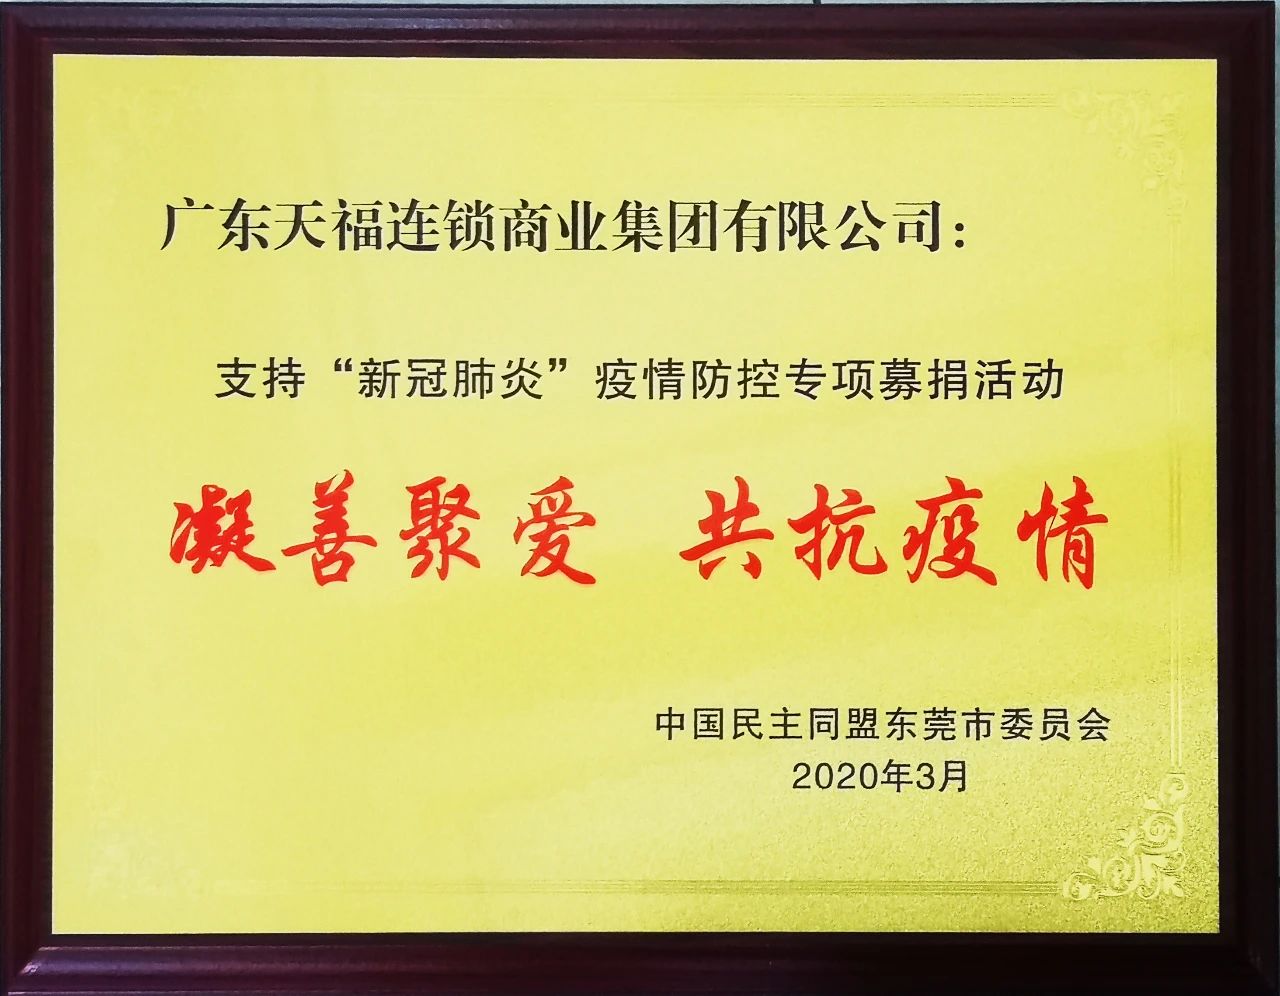 广东天福连锁商业集团有限公司：
支持“新冠肺炎”疫情防控专项募捐活动
凝善聚爱 共抗疫情
中国民主同盟东莞市委员会
2020年3月